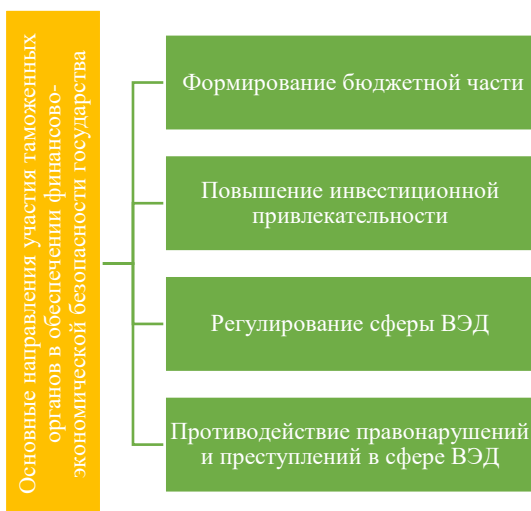 Основные направления участия таможенных
органов в обеспечении финансово-
экономической безопасности государства
Формирование бюджетной части
Повышение инвестиционной
привлекательности
Регулирование сферы ВЭД
Противодействие правонарушений
и преступлений в сфере ВЭД